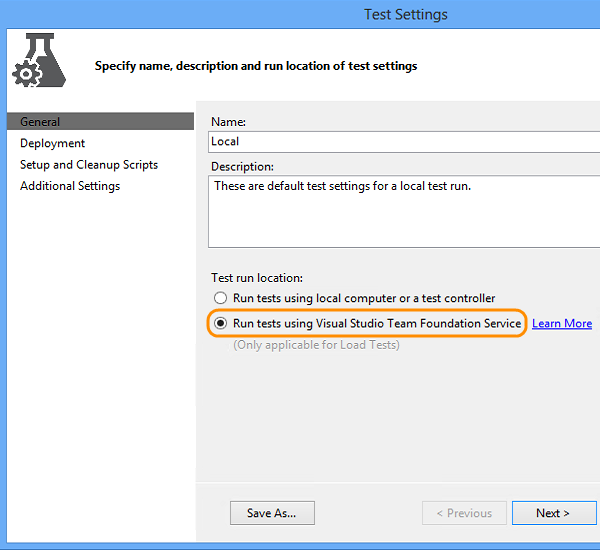 Test Settings
Specify name, description and run location of test settings
General
Deployment
Setup and Cleanup Scripts
Additional Settings
Name:
Local
Description:
These are default test settings for a local test run.
Test run location:
Run tests using local computer or a test controller
Run tests using Visual Studio Team Foundation Service Learn More
(Only applicable for Load Tests)
Save As... < Previous Next >